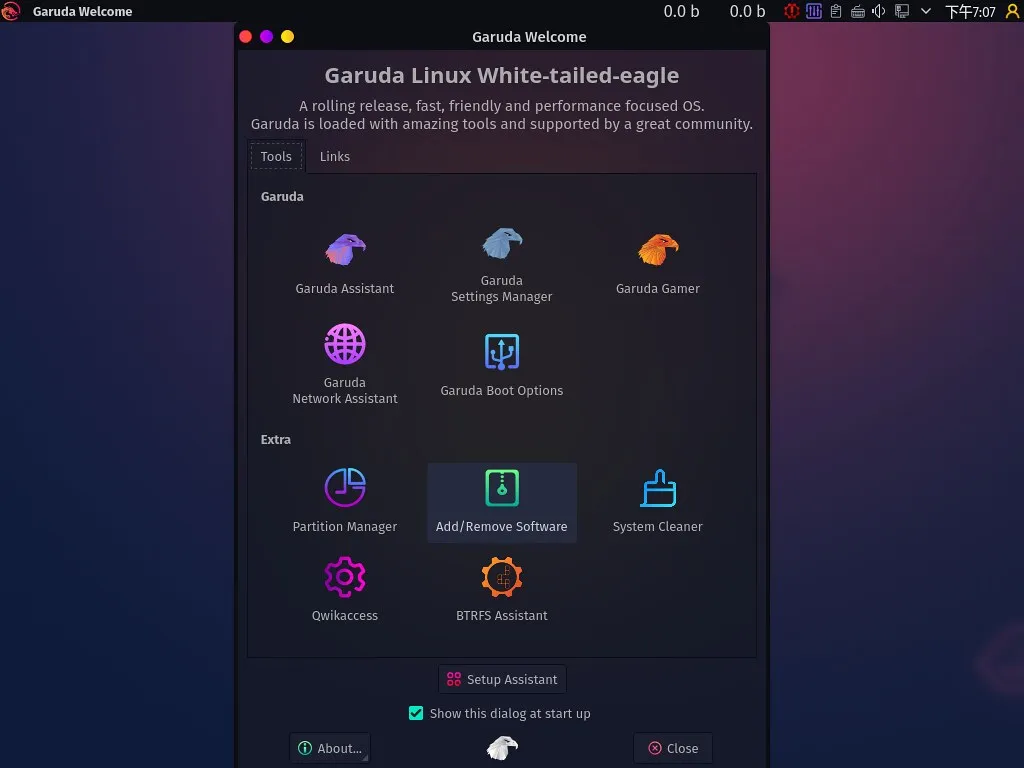 Garuda Welcome
0.0 b 0.0 b 下午7:07
Garuda Welcome
Garuda Linux White-tailed-eagle
A rolling release, fast, friendly and performance focused OS.
Garuda is loaded with amazing tools and supported by a great community.
Tools Links
Garuda
Garuda Assistant
Garuda
Settings Manager
Garuda Gamer
Garuda
Network Assistant
Garuda Boot Options
Extra
Partition Manager
Add/Remove Software
System Cleaner
Qwikaccess
BTRFS Assistant
Setup Assistant
Show this dialog at start up
About...
Close